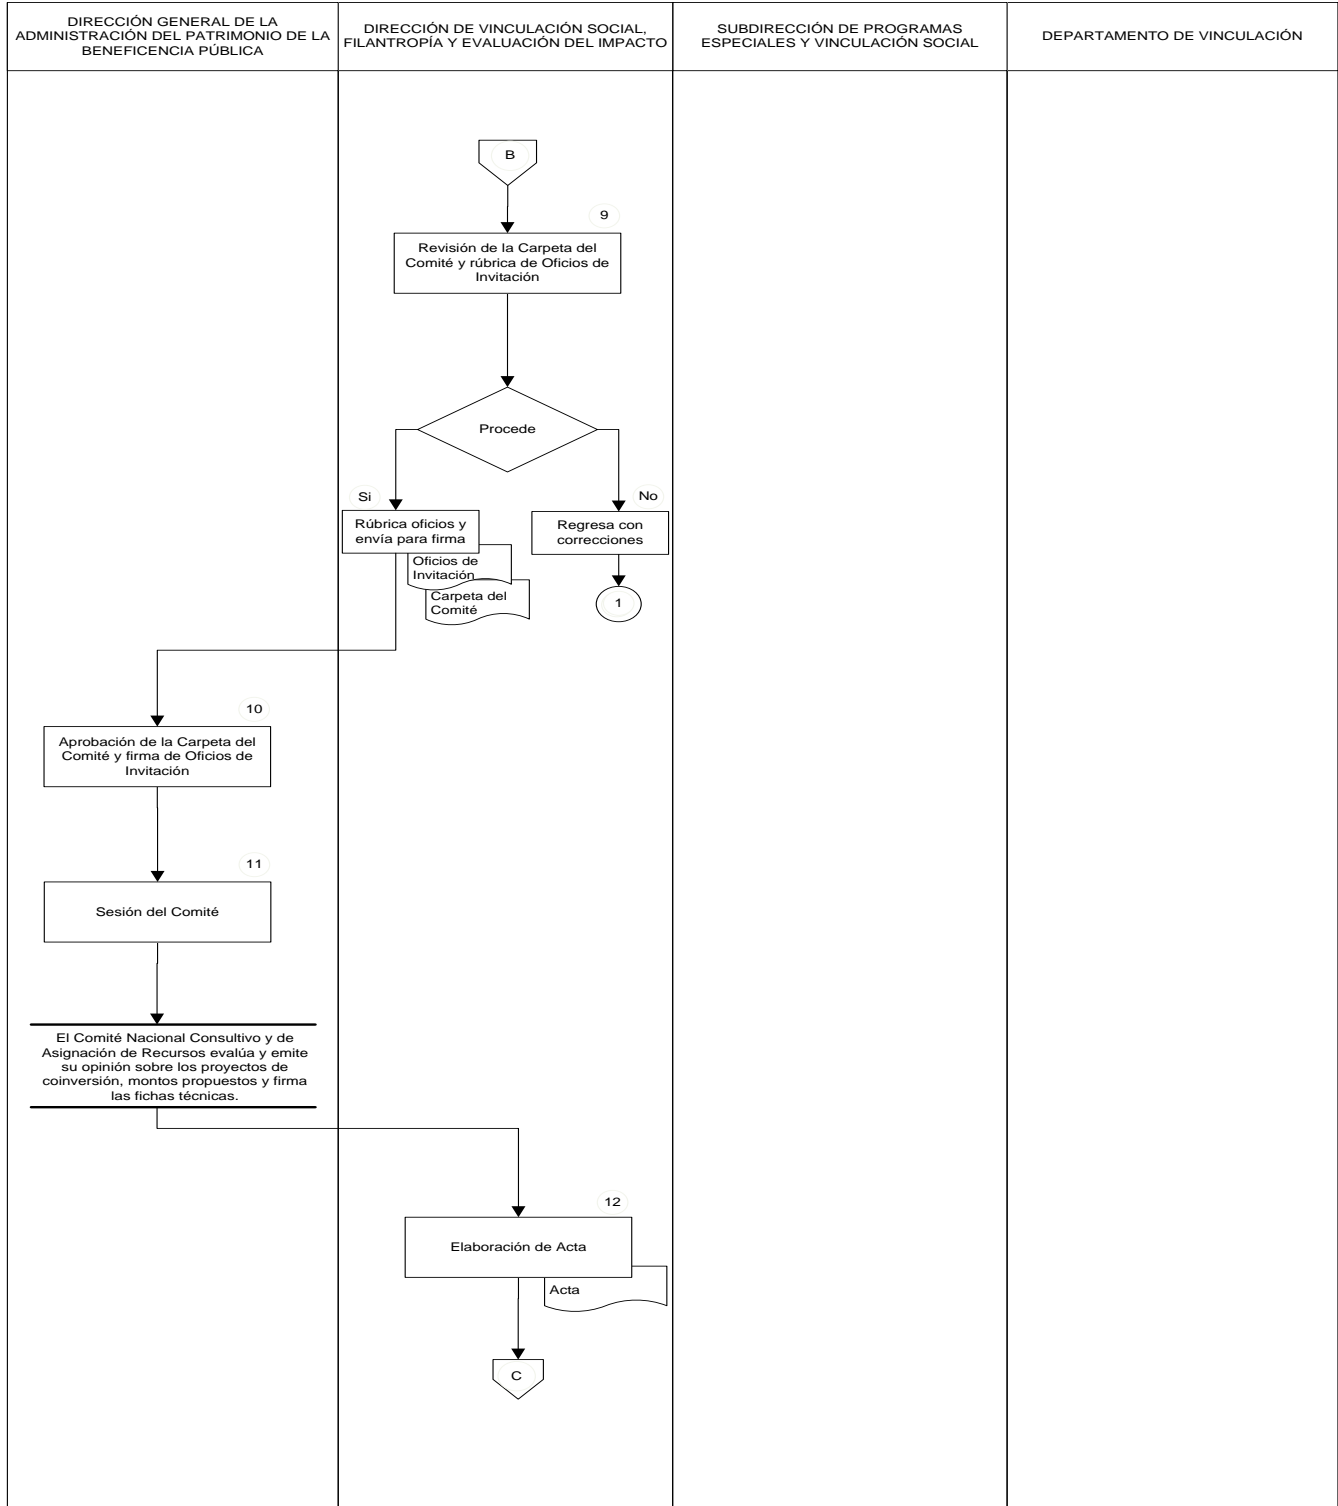 DIRECCIÓN GENERAL DE LA
ADMINISTRACIÓN DEL PATRIMONIO DE LA
BENEFICENCIA PÚBLICA
DIRECCIÓN DE VINCULACIÓN SOCIAL,
FILANTROPÍA Y EVALUACIÓN DEL IMPACTO
SUBDIRECCIÓN DE PROGRAMAS
ESPECIALES Y VINCULACIÓN SOCIAL
DEPARTAMENTO DE VINCULACIÓN
B
9
Revisión de la Carpeta del
Comité y rúbrica de Oficios de
Invitación
Procede
Si
No
Rúbrica oficios y
envía para firma
Regresa con
correcciones
Oficios de
Invitación
Carpeta del
Comité
1
10
Aprobación de la Carpeta del
Comité y firma de Oficios de
Invitación
11
Sesión del Comité
El Comité Nacional Consultivo y de
Asignación de Recursos evalúa y emite
su opinión sobre los proyectos de
coinversión, montos propuestos y firma
las fichas técnicas.
12
Elaboración de Acta
Acta
C